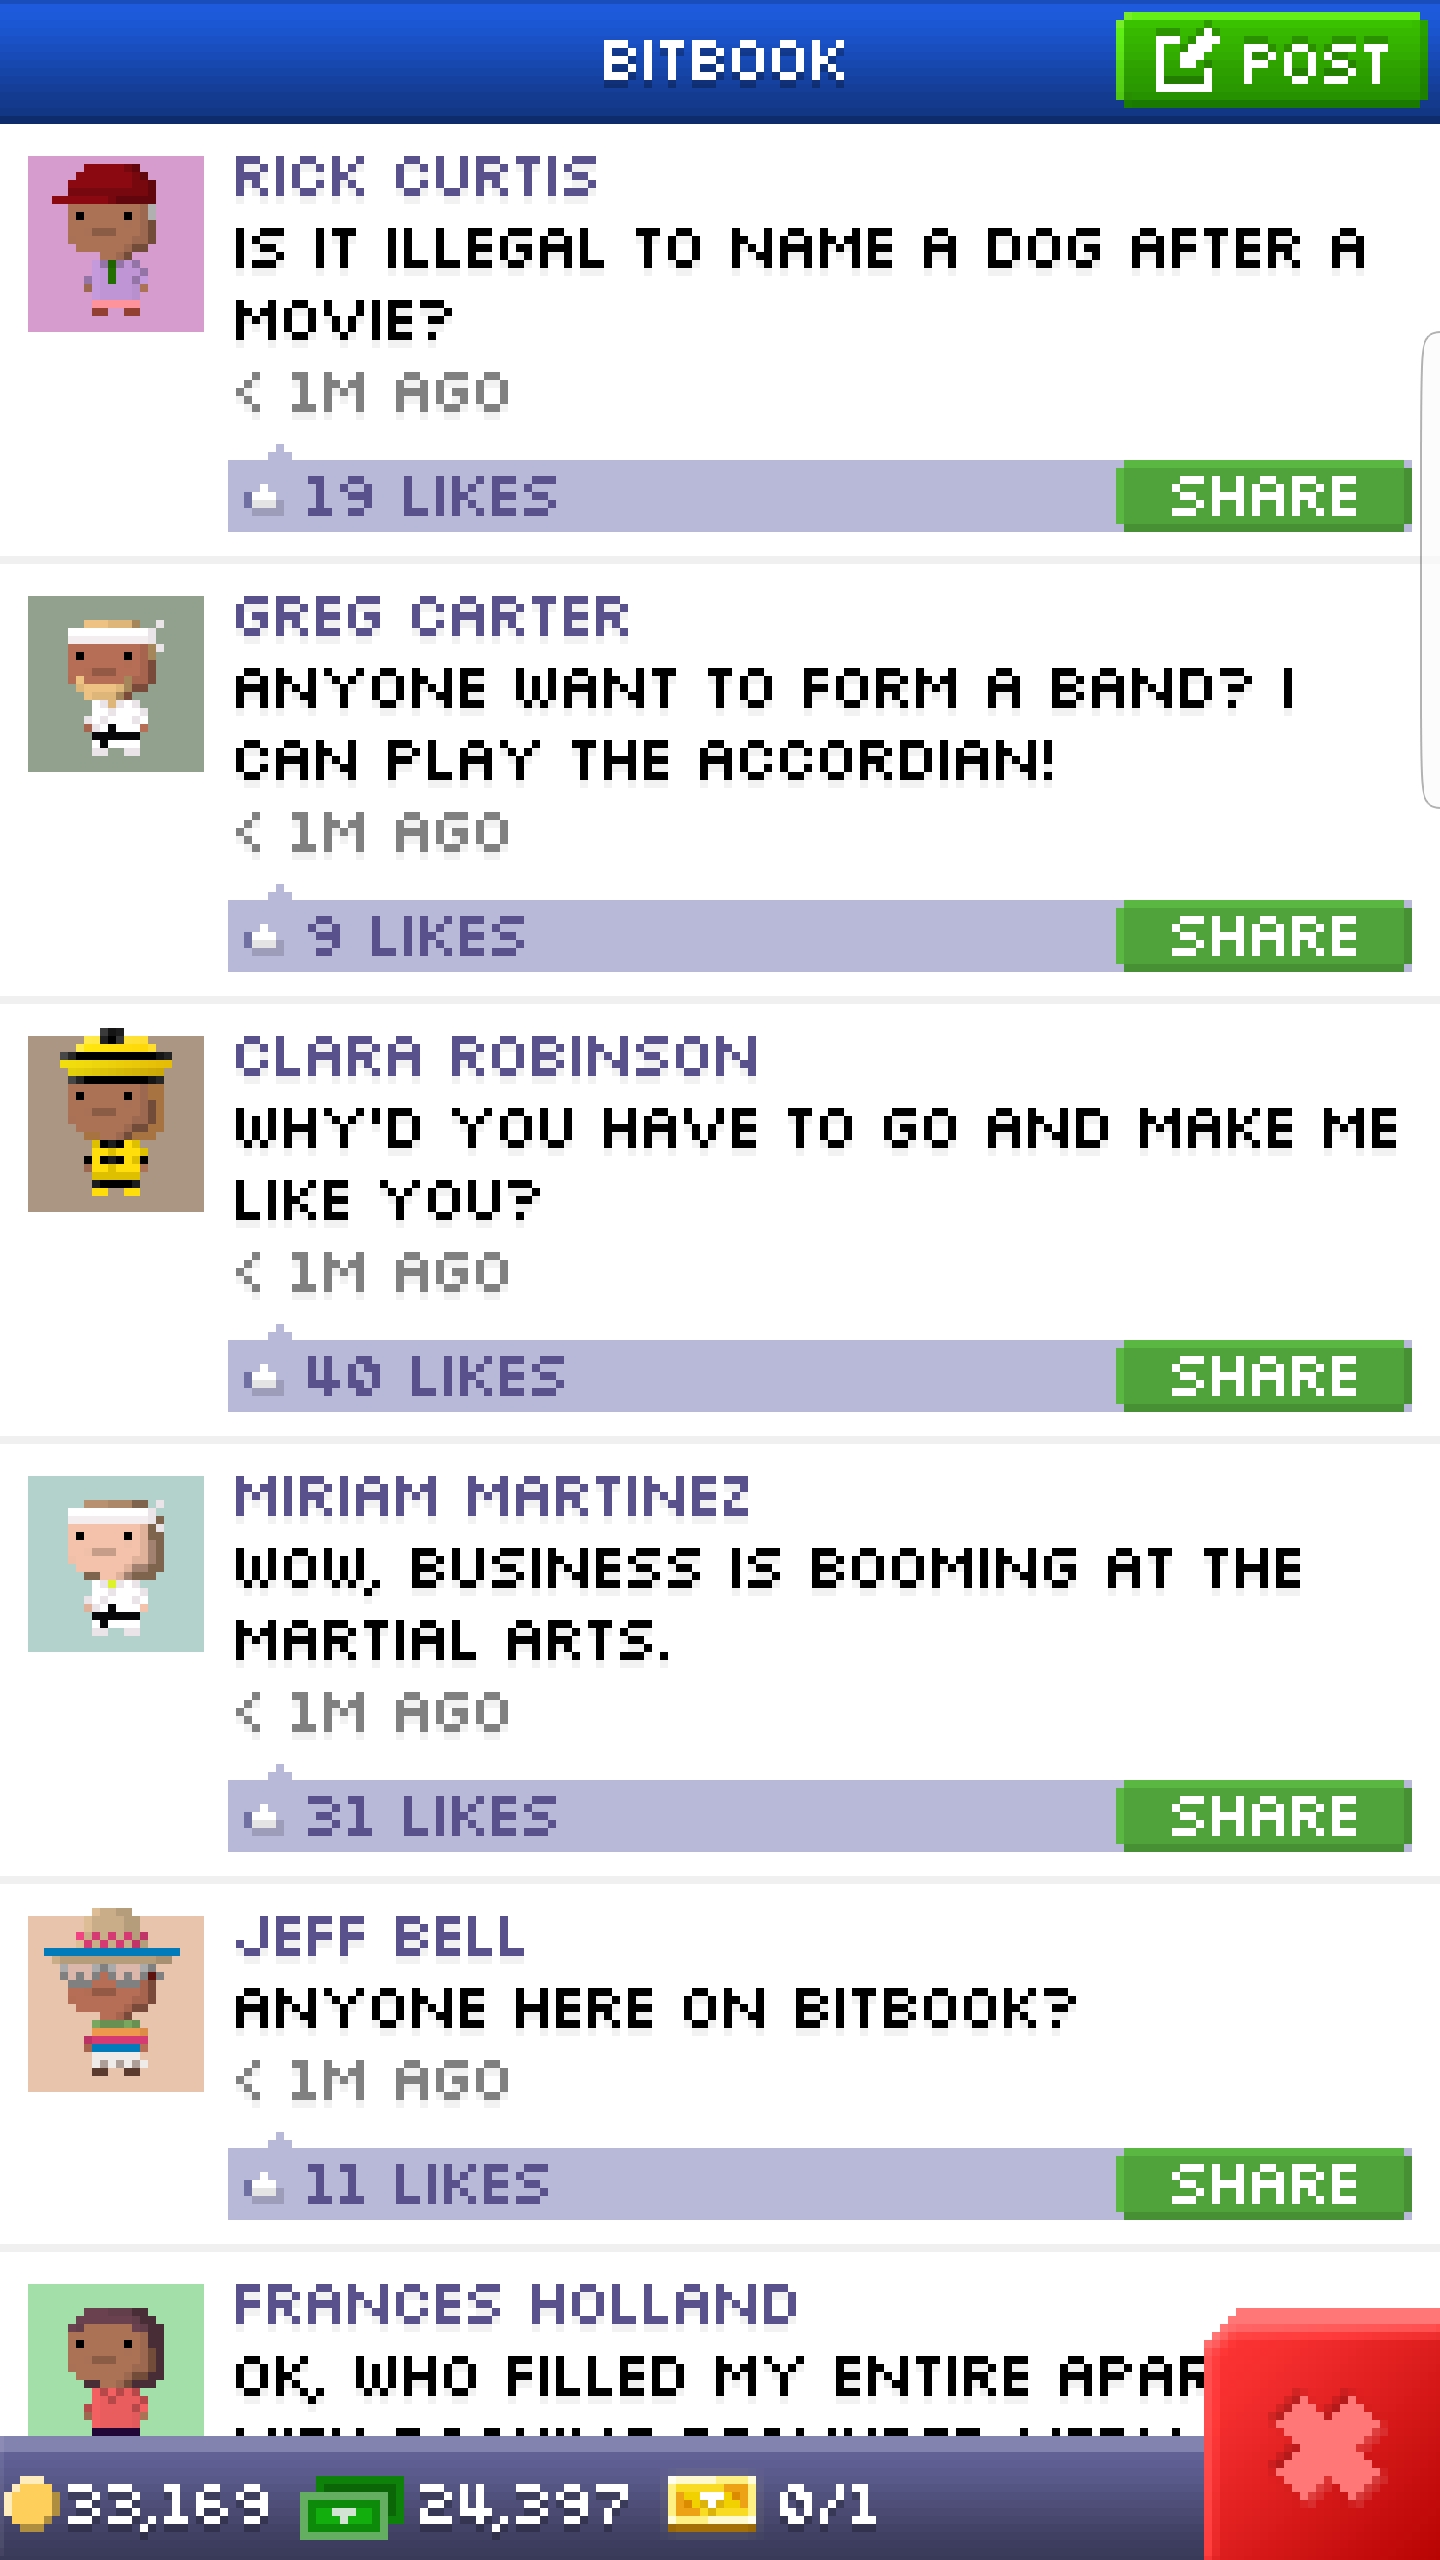 BITBOOK
POST
RICK CURTIS
IS IT ILLEGAL TO NAME A DOG AFTER A
MOVIE?
< 1M AGO
19 LIKES
SHARE
GREG CARTER
ANYONE WANT TO FORM A BAND? I
CAN PLAY THE ACCORDIAN!
< 1M AGO
9 LIKES
SHARE
CLARA ROBINSON
WHY'D YOU HAVE TO GO AND MAKE ME
LIKE YOU?
< 1M AGO
40 LIKES
SHARE
MIRIAM MARTINEZ
WOW, BUSINESS IS BOOMING AT THE
MARTIAL ARTS.
< 1M AGO
31 LIKES
SHARE
JEFF BELL
ANYONE HERE ON BITBOOK?
< 1M AGO
11 LIKES
SHARE
FRANCES HOLLAND
OK, WHO FILLED MY ENTIRE APAR
33,169
24,397
0/1